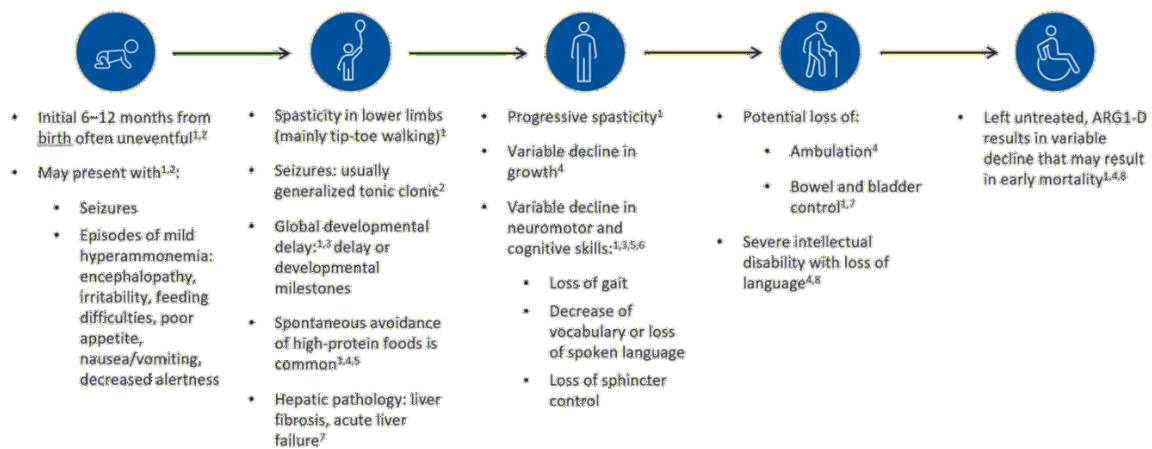 • Initial 6–12 months from
birth often uneventful1,2
• May present with1,2:
• Seizures
• Episodes of mild
hyperammonemia:
encephalopathy,
irritability, feeding
difficulties, poor
appetite,
nausea/vomiting,
decreased alertness
• Spasticity in lower limbs
(mainly tip-toe walking)1
• Seizures: usually
generalized tonic clonic2
• Global developmental
delay:1,3 delay or
developmental
milestones
• Spontaneous avoidance
of high-protein foods is
common1,4,5
• Hepatic pathology: liver
fibrosis, acute liver
failure7
• Progressive spasticity1
• Variable decline in
growth4
• Variable decline in
neuromotor and
cognitive skills:1,3,5,6
• Loss of gait
• Decrease of
vocabulary or loss
of spoken language
• Loss of sphincter
control
• Potential loss of:
• Ambulation4
• Bowel and bladder
control1,7
• Severe intellectual
disability with loss of
language4,8
• Left untreated, ARG1-D
results in variable
decline that may result
in early mortality1,4,8